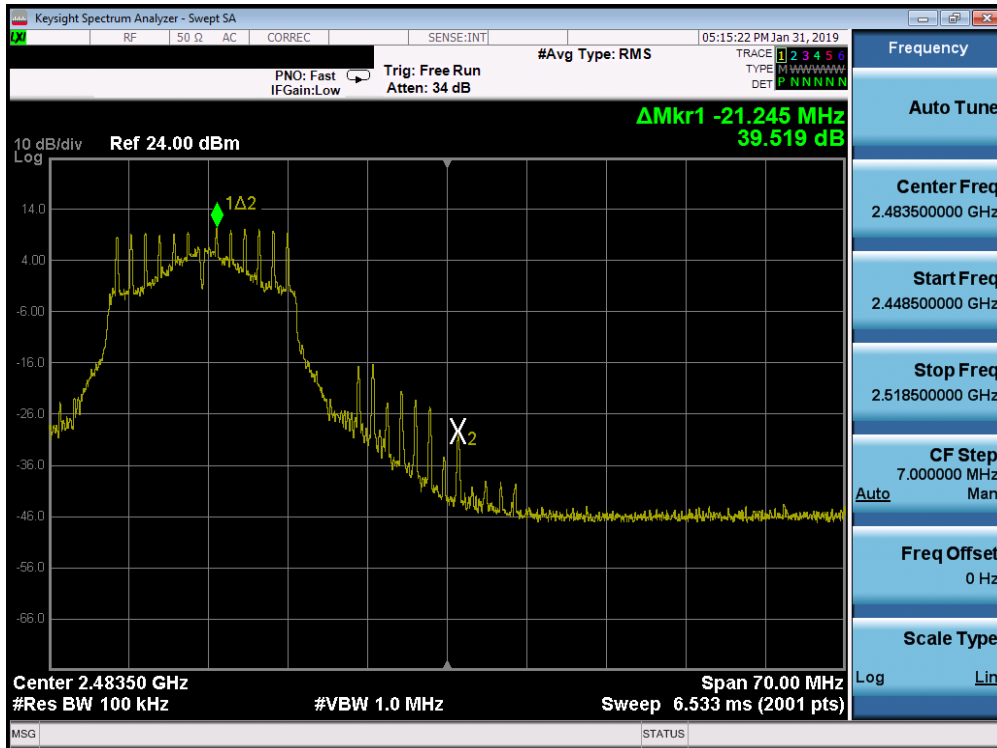 Keysight Spectrum Analyzer - Swept SA
LXI RF 50 Ω AC CORREC SENSE:INT 05:15:22 PM Jan 31, 2019
#Avg Type: RMS TRACE 1 2 3 4 5 6
PNO: Fast Trig: Free Run TYPE M WWWWW
IFGain:Low Atten: 34 dB DET P N N N N N
ΔMkr1 -21.245 MHz
39.519 dB
10 dB/div Ref 24.00 dBm
Log
1Δ2
14.0
4.00
-6.00
-16.0
-26.0
X2
-36.0
-46.0
-56.0
-66.0
Center 2.48350 GHz Span 70.00 MHz
#Res BW 100 kHz #VBW 1.0 MHz Sweep 6.533 ms (2001 pts)
MSG STATUS
Frequency
Auto Tune
Center Freq
2.483500000 GHz
Start Freq
2.448500000 GHz
Stop Freq
2.518500000 GHz
CF Step
7.000000 MHz
Auto Man
Freq Offset
0 Hz
Scale Type
Log Lin